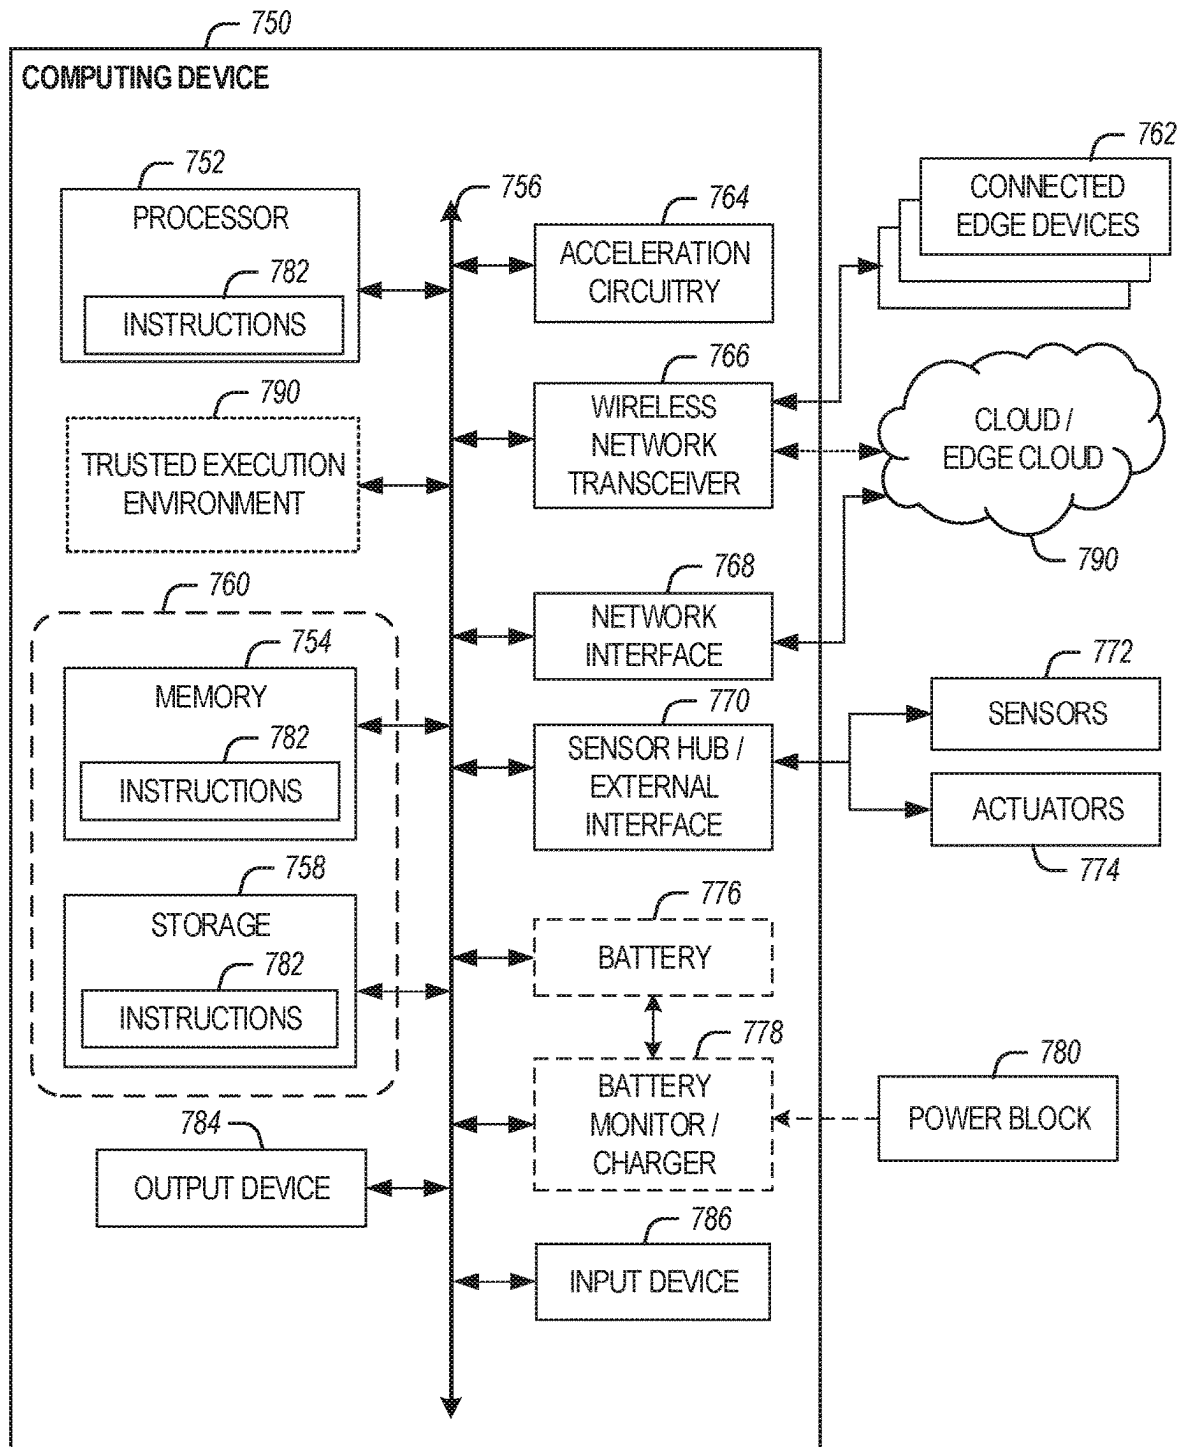 750
COMPUTING DEVICE
752
PROCESSOR
782
INSTRUCTIONS
790
TRUSTED EXECUTION
ENVIRONMENT
760
754
MEMORY
782
INSTRUCTIONS
758
STORAGE
782
INSTRUCTIONS
784
OUTPUT DEVICE
756
764
ACCELERATION
CIRCUITRY
766
WIRELESS
NETWORK
TRANSCEIVER
768
NETWORK
INTERFACE
770
SENSOR HUB /
EXTERNAL
INTERFACE
776
BATTERY
778
BATTERY
MONITOR /
CHARGER
786
INPUT DEVICE
762
CONNECTED
EDGE DEVICES
CLOUD /
EDGE CLOUD
790
772
SENSORS
ACTUATORS
774
780
POWER BLOCK